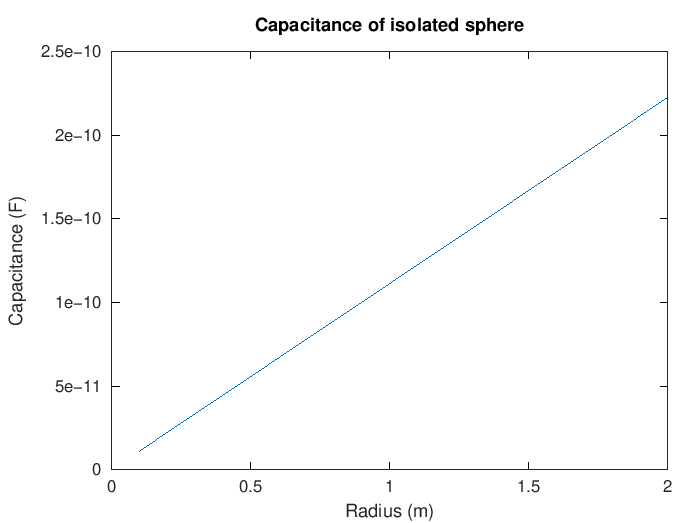 Capacitance of isolated sphere
2.5e−10
2e−10
1.5e−10
1e−10
5e−11
0
Capacitance (F)
0 0.5 1 1.5 2
Radius (m)